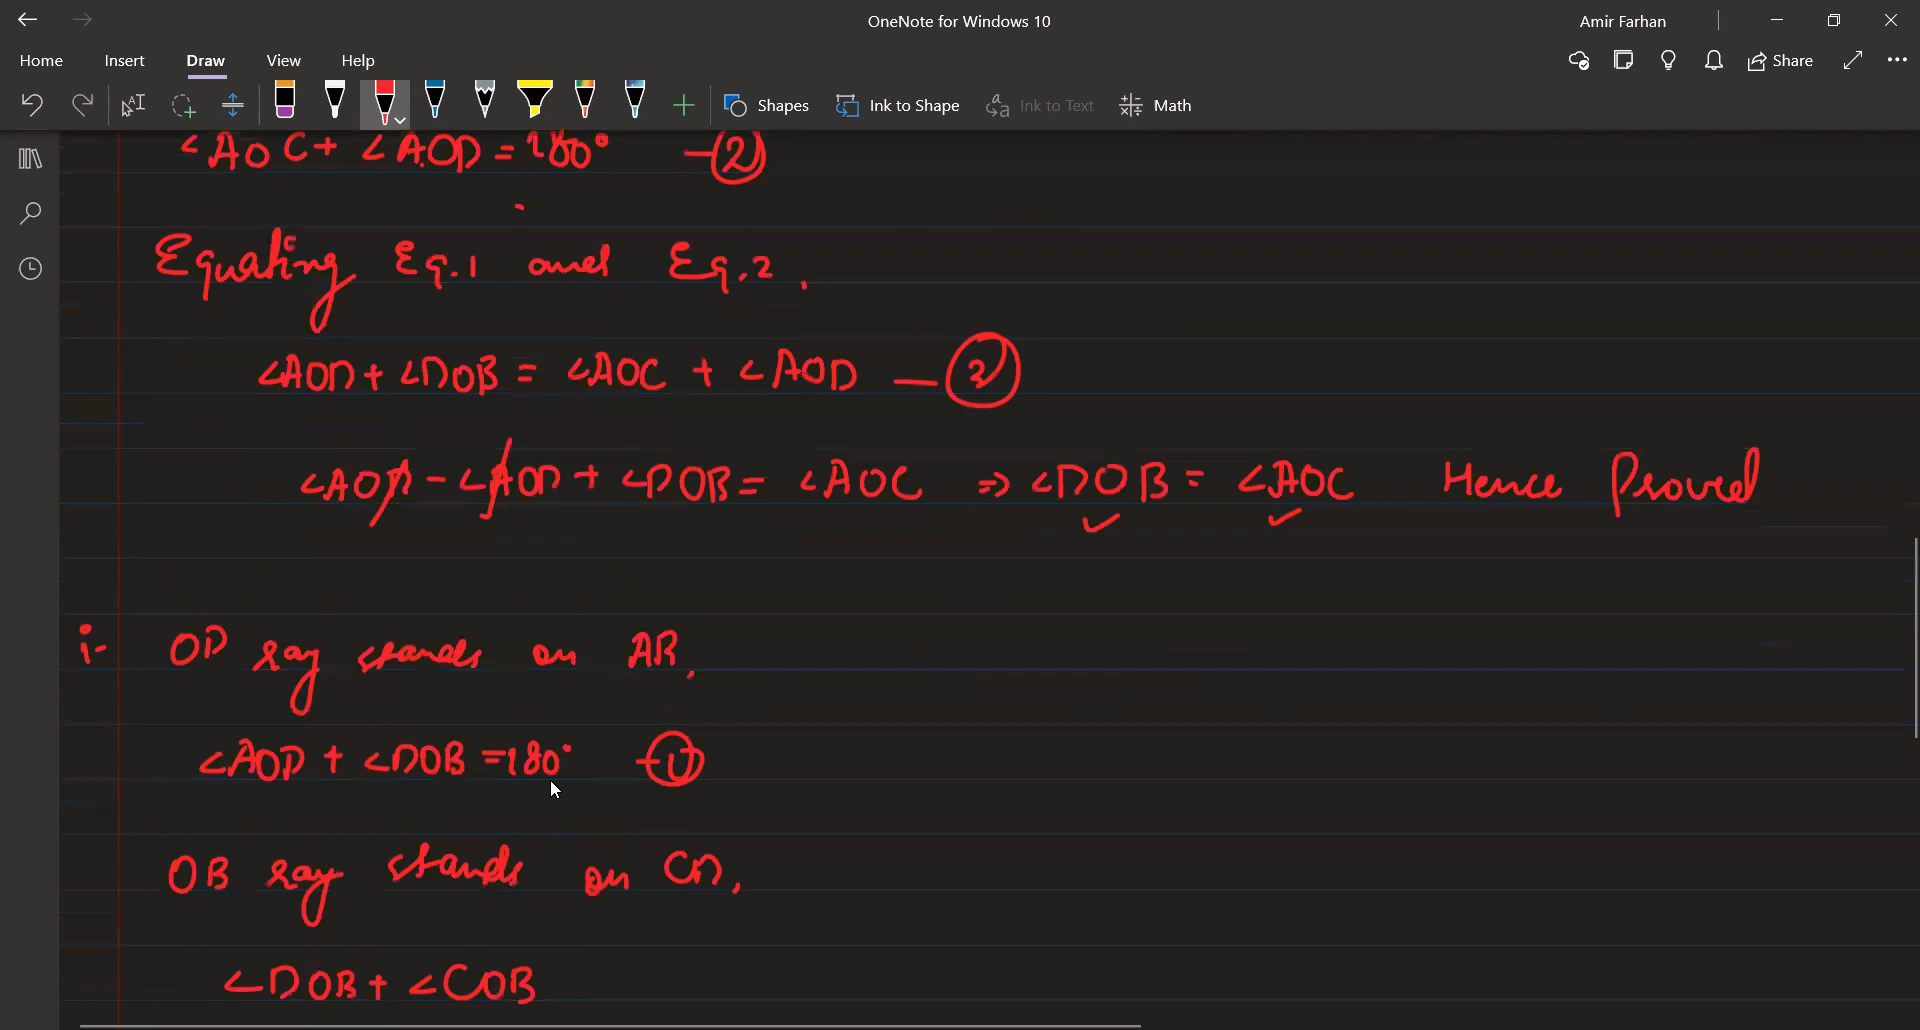 OneNote for Windows 10
Amir Farhan
Home Insert Draw View Help
Share
Shapes Ink to Shape Ink to Text Math
∠AOC + ∠AOD = 180° -②
Equating Eq.1 and Eq.2.
∠AOD + ∠DOB = ∠AOC + ∠AOD — ③
∠AOD - ∠AOD + ∠DOB = ∠AOC ⇒ ∠DOB = ∠AOC Hence Proved
i- OD ray stands on AB.
∠AOD + ∠DOB = 180° -①
OB ray stands on CD,
∠DOB + ∠COB